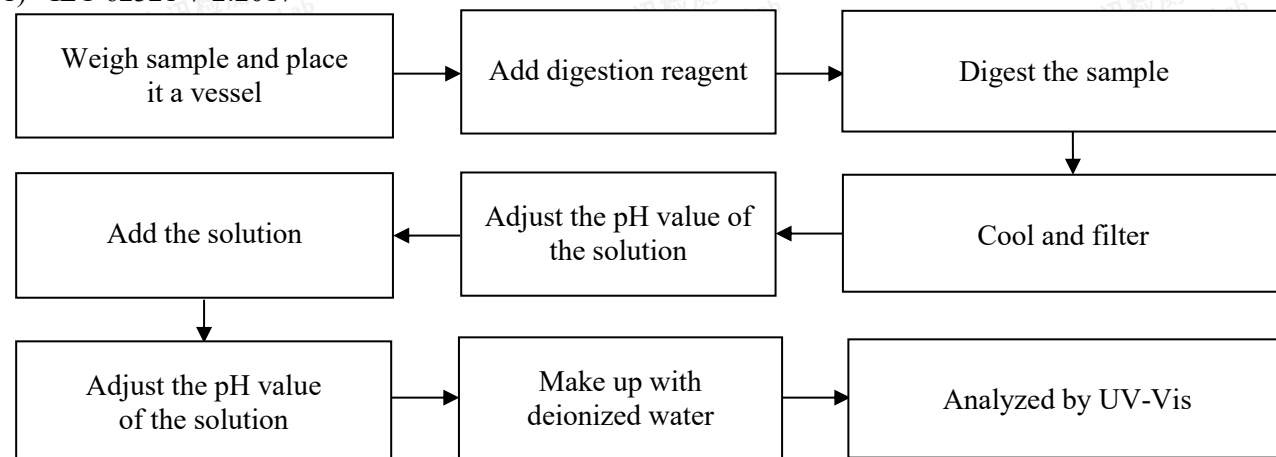 Weigh sample and place
it a vessel
Add digestion reagent
Digest the sample
Cool and filter
Adjust the pH value of
the solution
Add the solution
Adjust the pH value
of the solution
Make up with
deionized water
Analyzed by UV-Vis